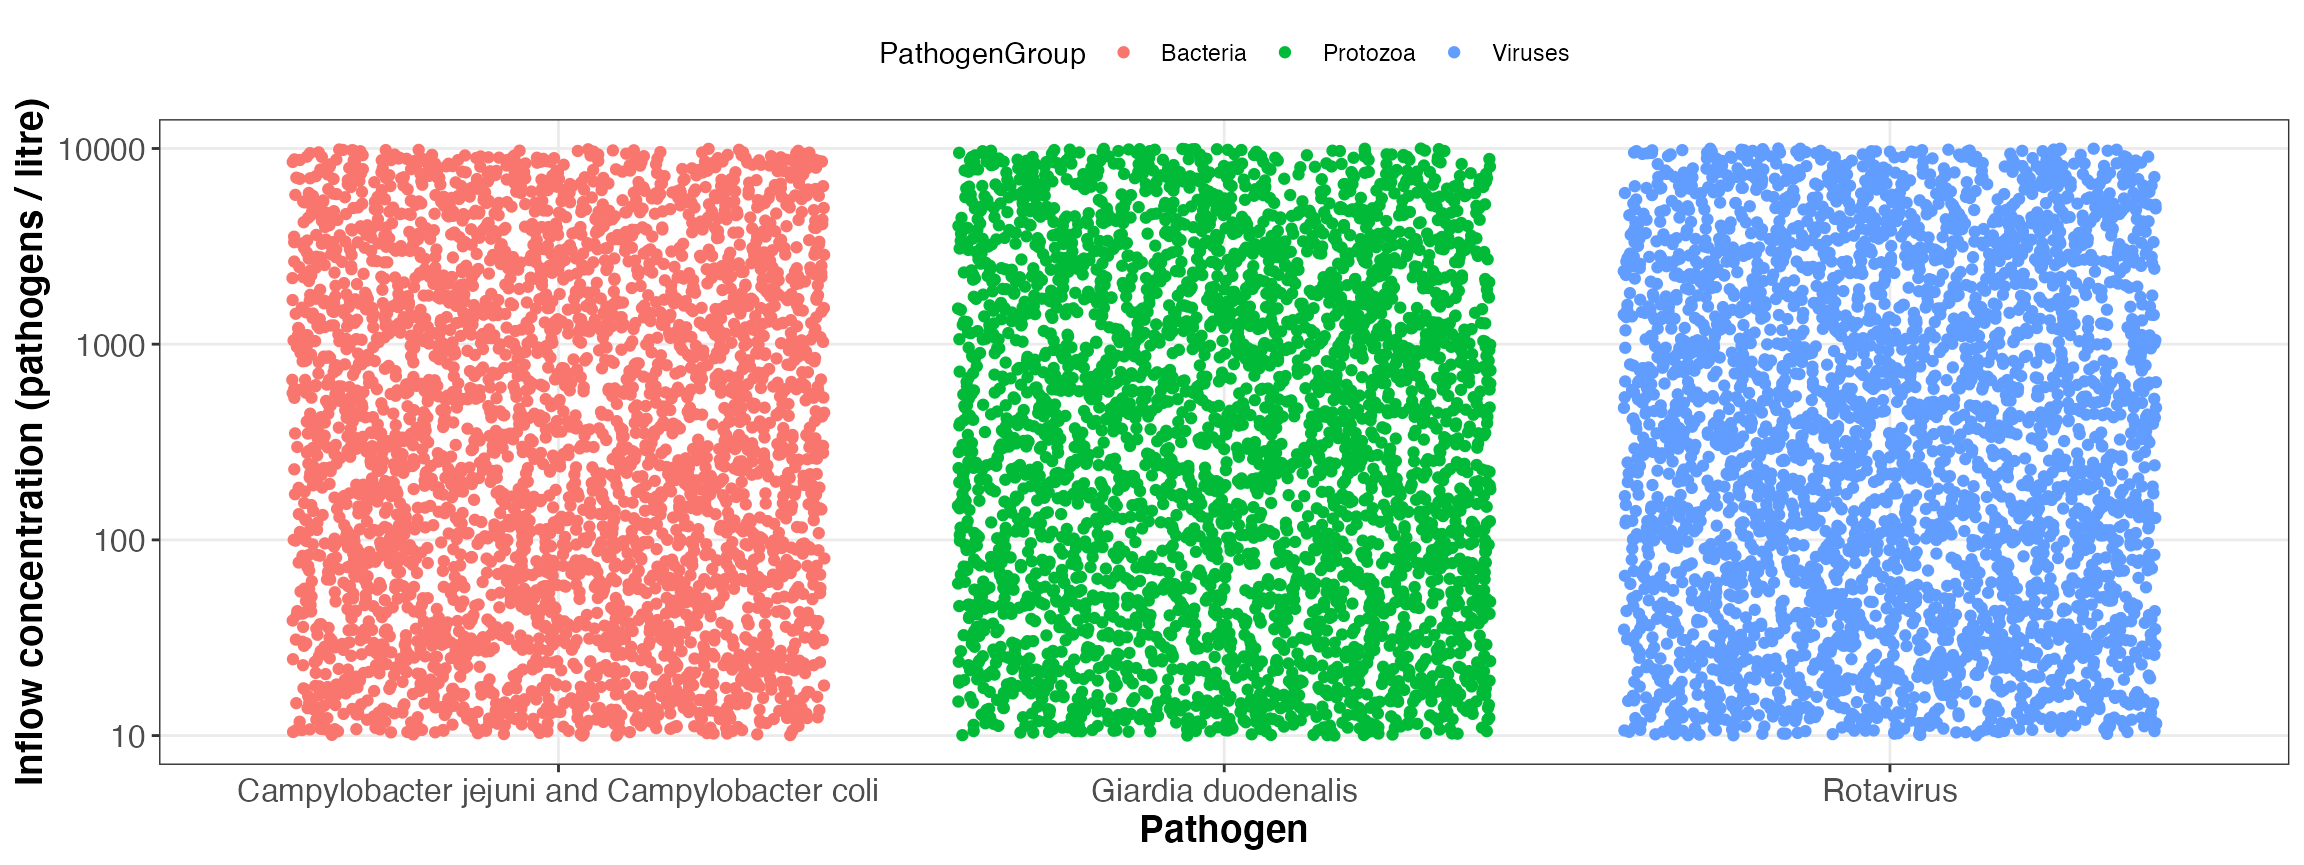 PathogenGroup Bacteria Protozoa Viruses
Inflow concentration (pathogens / litre)
10000
1000
100
10
Campylobacter jejuni and Campylobacter coli Giardia duodenalis Rotavirus
Pathogen